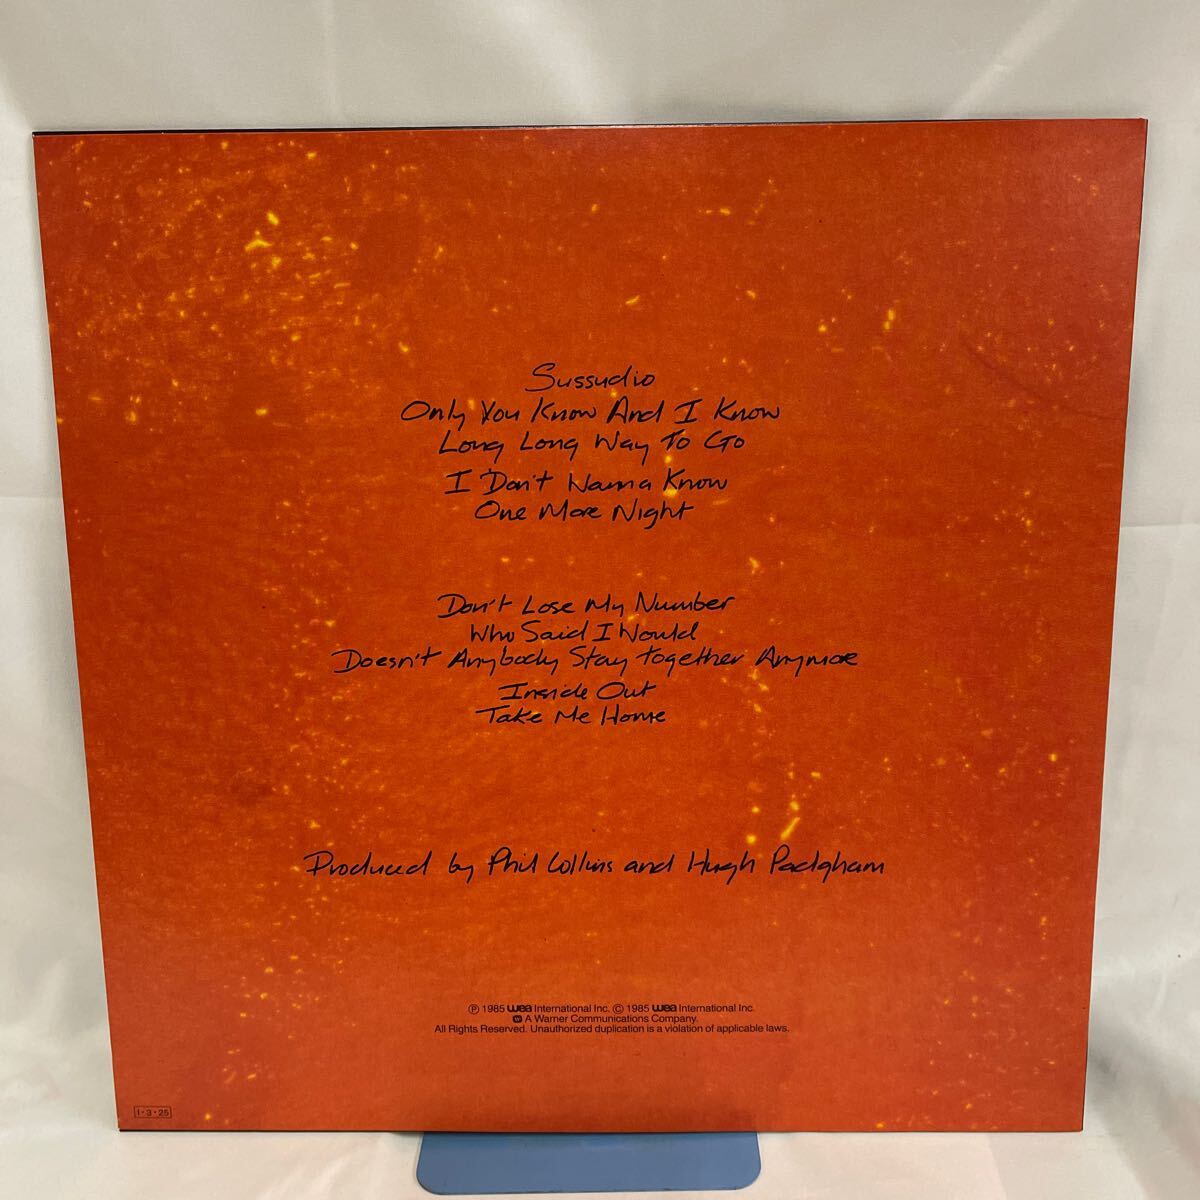 Sussudio
Only You Know And I Know
Long Long Way To Go
I Don't Wanna Know
One More Night
Don't Lose My Number
Who Said I Would
Doesn't Anybody Stay Together Anymore
Inside Out
Take Me Home
Produced by Phil Collins and Hugh Padgham
℗ 1985 wea International Inc. © 1985 wea International Inc.
A Warner Communications Company.
All Rights Reserved. Unauthorized duplication is a violation of applicable laws.
I・3・25